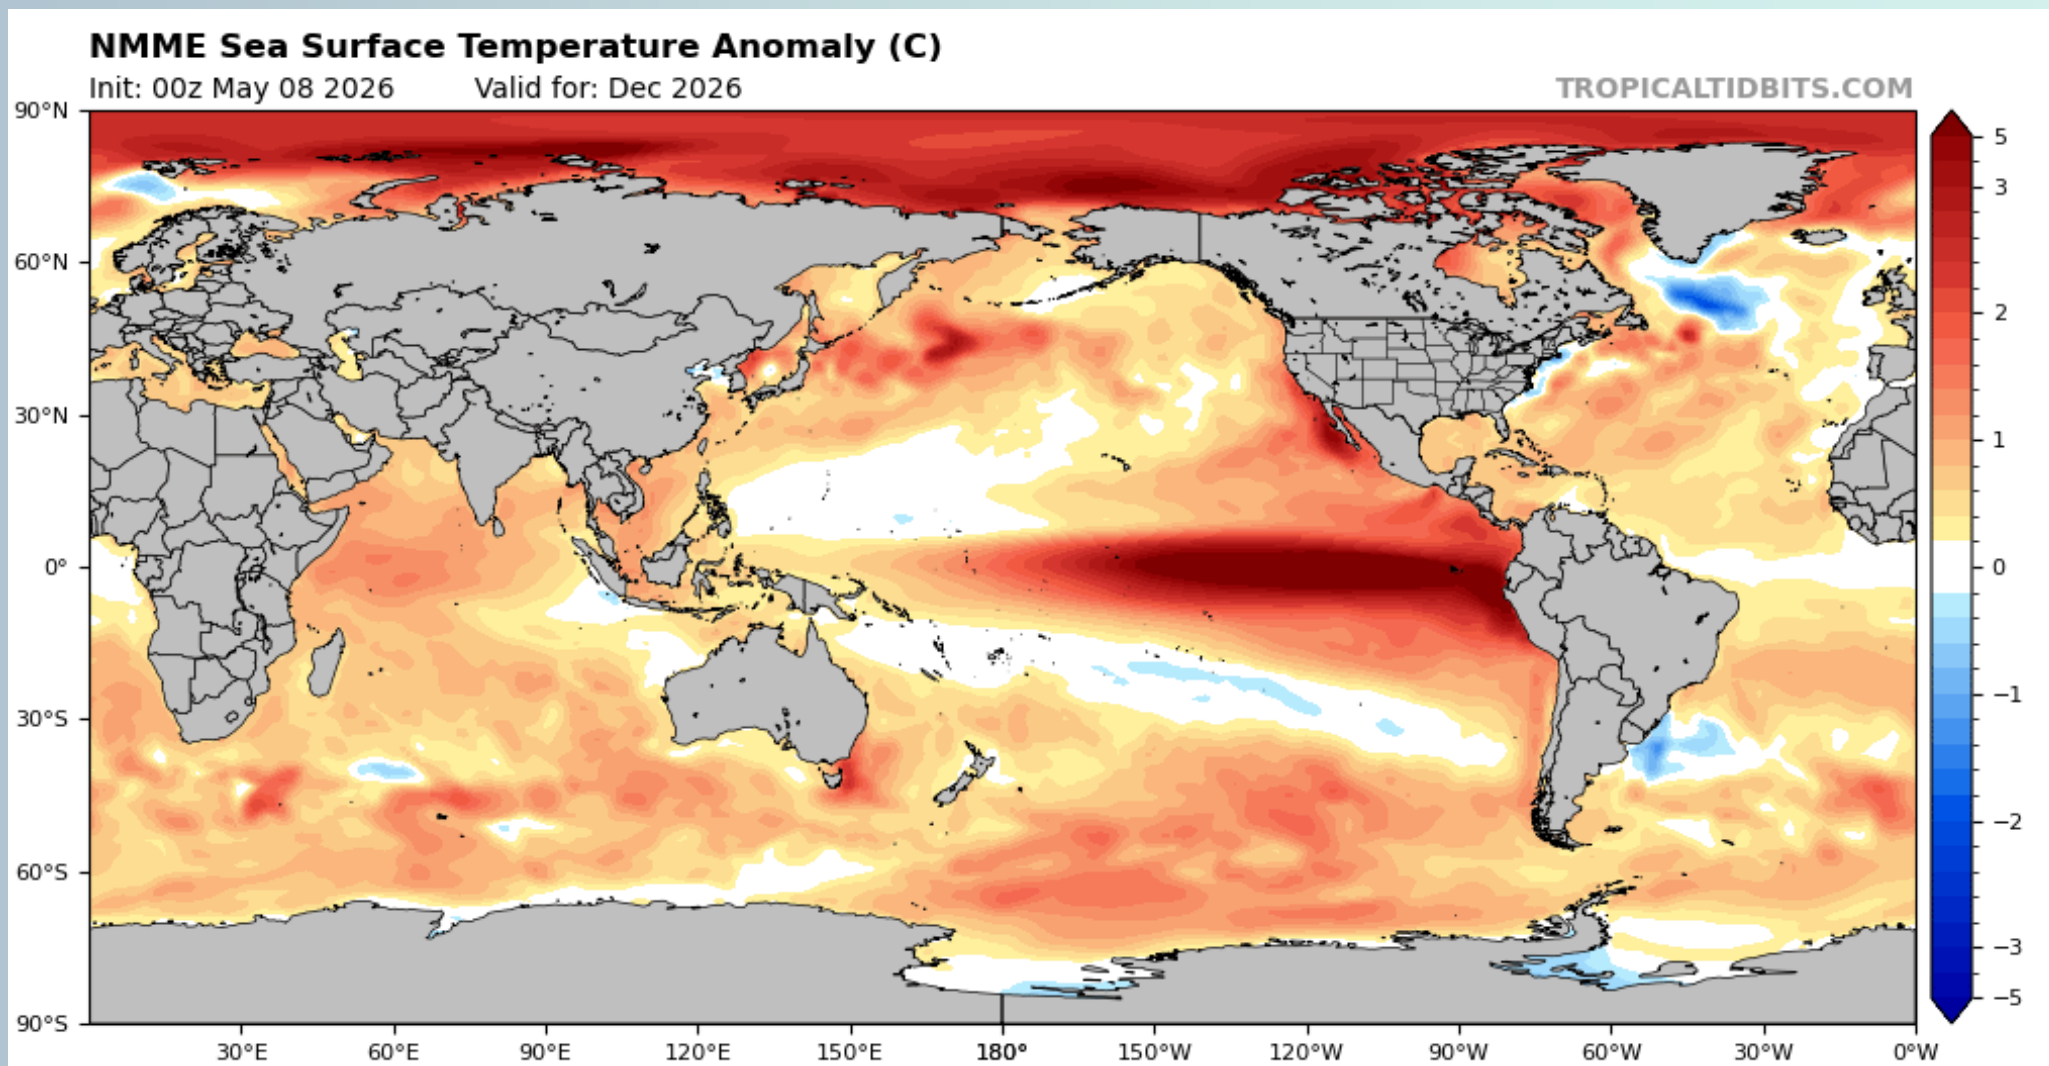 NMME Sea Surface Temperature Anomaly (C)
Init: 00z May 08 2026 Valid for: Dec 2026
TROPICALTIDBITS.COM
90°N
60°N
30°N
0°
30°S
60°S
90°S
30°E
60°E
90°E
120°E
150°E
180°
150°W
120°W
90°W
60°W
30°W
0°W
5
3
2
1
0
−1
−2
−3
−5